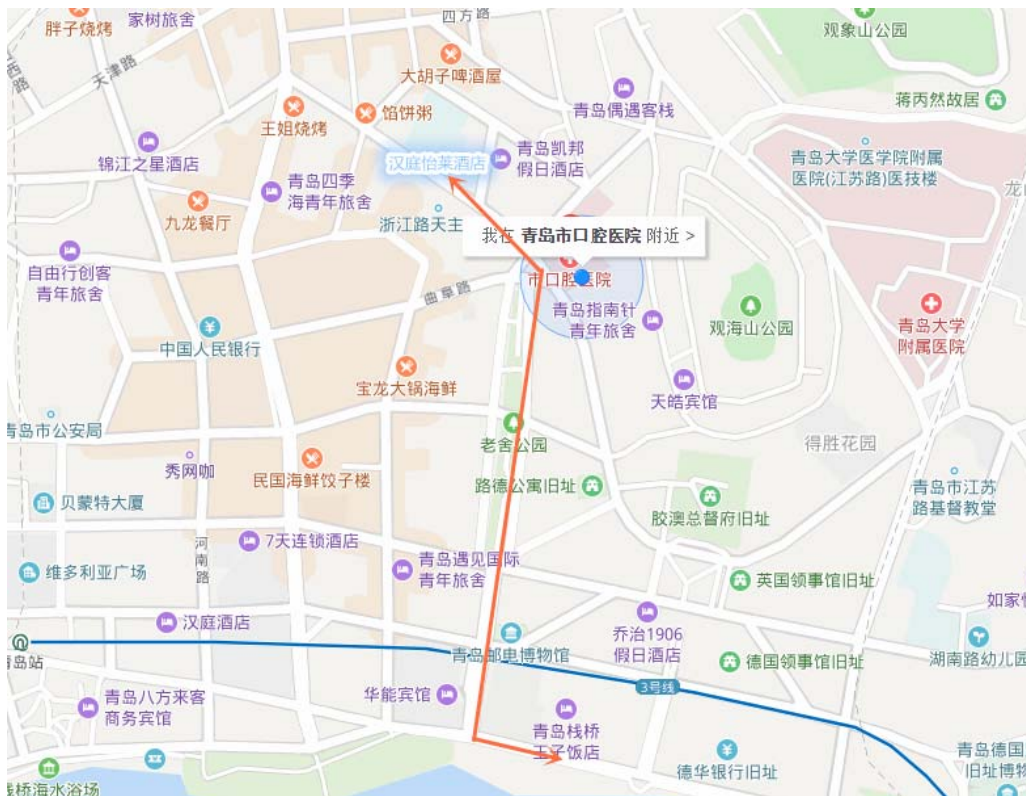 胖子烧烤
家树旅舍
四方路
观象山公园
天津路
大胡子啤酒屋
青岛偶遇客栈
蒋丙然故居
王姐烧烤
馅饼粥
锦江之星酒店
汉庭怡莱酒店
青岛凯邦
假日酒店
青岛大学医学院附属
医院(江苏路)医技楼
青岛四季
海青年旅舍
九龙餐厅
浙江路天主
我在 青岛市口腔医院 附近 >
自由行创客
青年旅舍
市口腔医院
曲阜路
青岛指南针
青年旅舍
观海山公园
青岛大学
附属医院
中国人民银行
宝龙大锅海鲜
天皓宾馆
青岛市公安局
老舍公园
得胜花园
秀网咖
民国海鲜饺子楼
路德公寓旧址
青岛市江苏
路基督教堂
贝蒙特大厦
胶澳总督府旧址
7天连锁酒店
河南路
青岛遇见国际
青年旅舍
维多利亚广场
英国领事馆旧址
如家
汉庭酒店
乔治1906
假日酒店
青岛邮电博物馆
湖南路幼儿园
德国领事馆旧址
青岛站
3号线
青岛八方来客
商务宾馆
华能宾馆
青岛栈桥
王子饭店
德华银行旧址
青岛德国
旧址博物
栈桥海水浴场